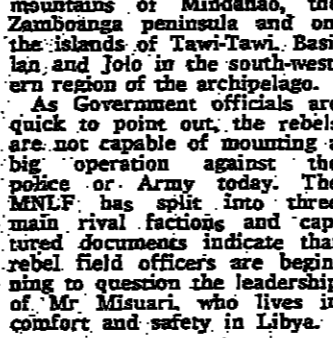 mountains of Mindanao, the
Zamboanga peninsula and on
the islands of Tawi-Tawi, Basi
lan and Jolo in the south-west
ern region of the archipelago.
As Government officials are
quick to point out, the rebels
are not capable of mounting a
big operation against the
police or Army today. The
MNLF has split into three
main rival factions and cap
tured documents indicate that
rebel field officers are begin
ning to question the leadership
of Mr Misuari, who lives in
comfort and safety in Libya.